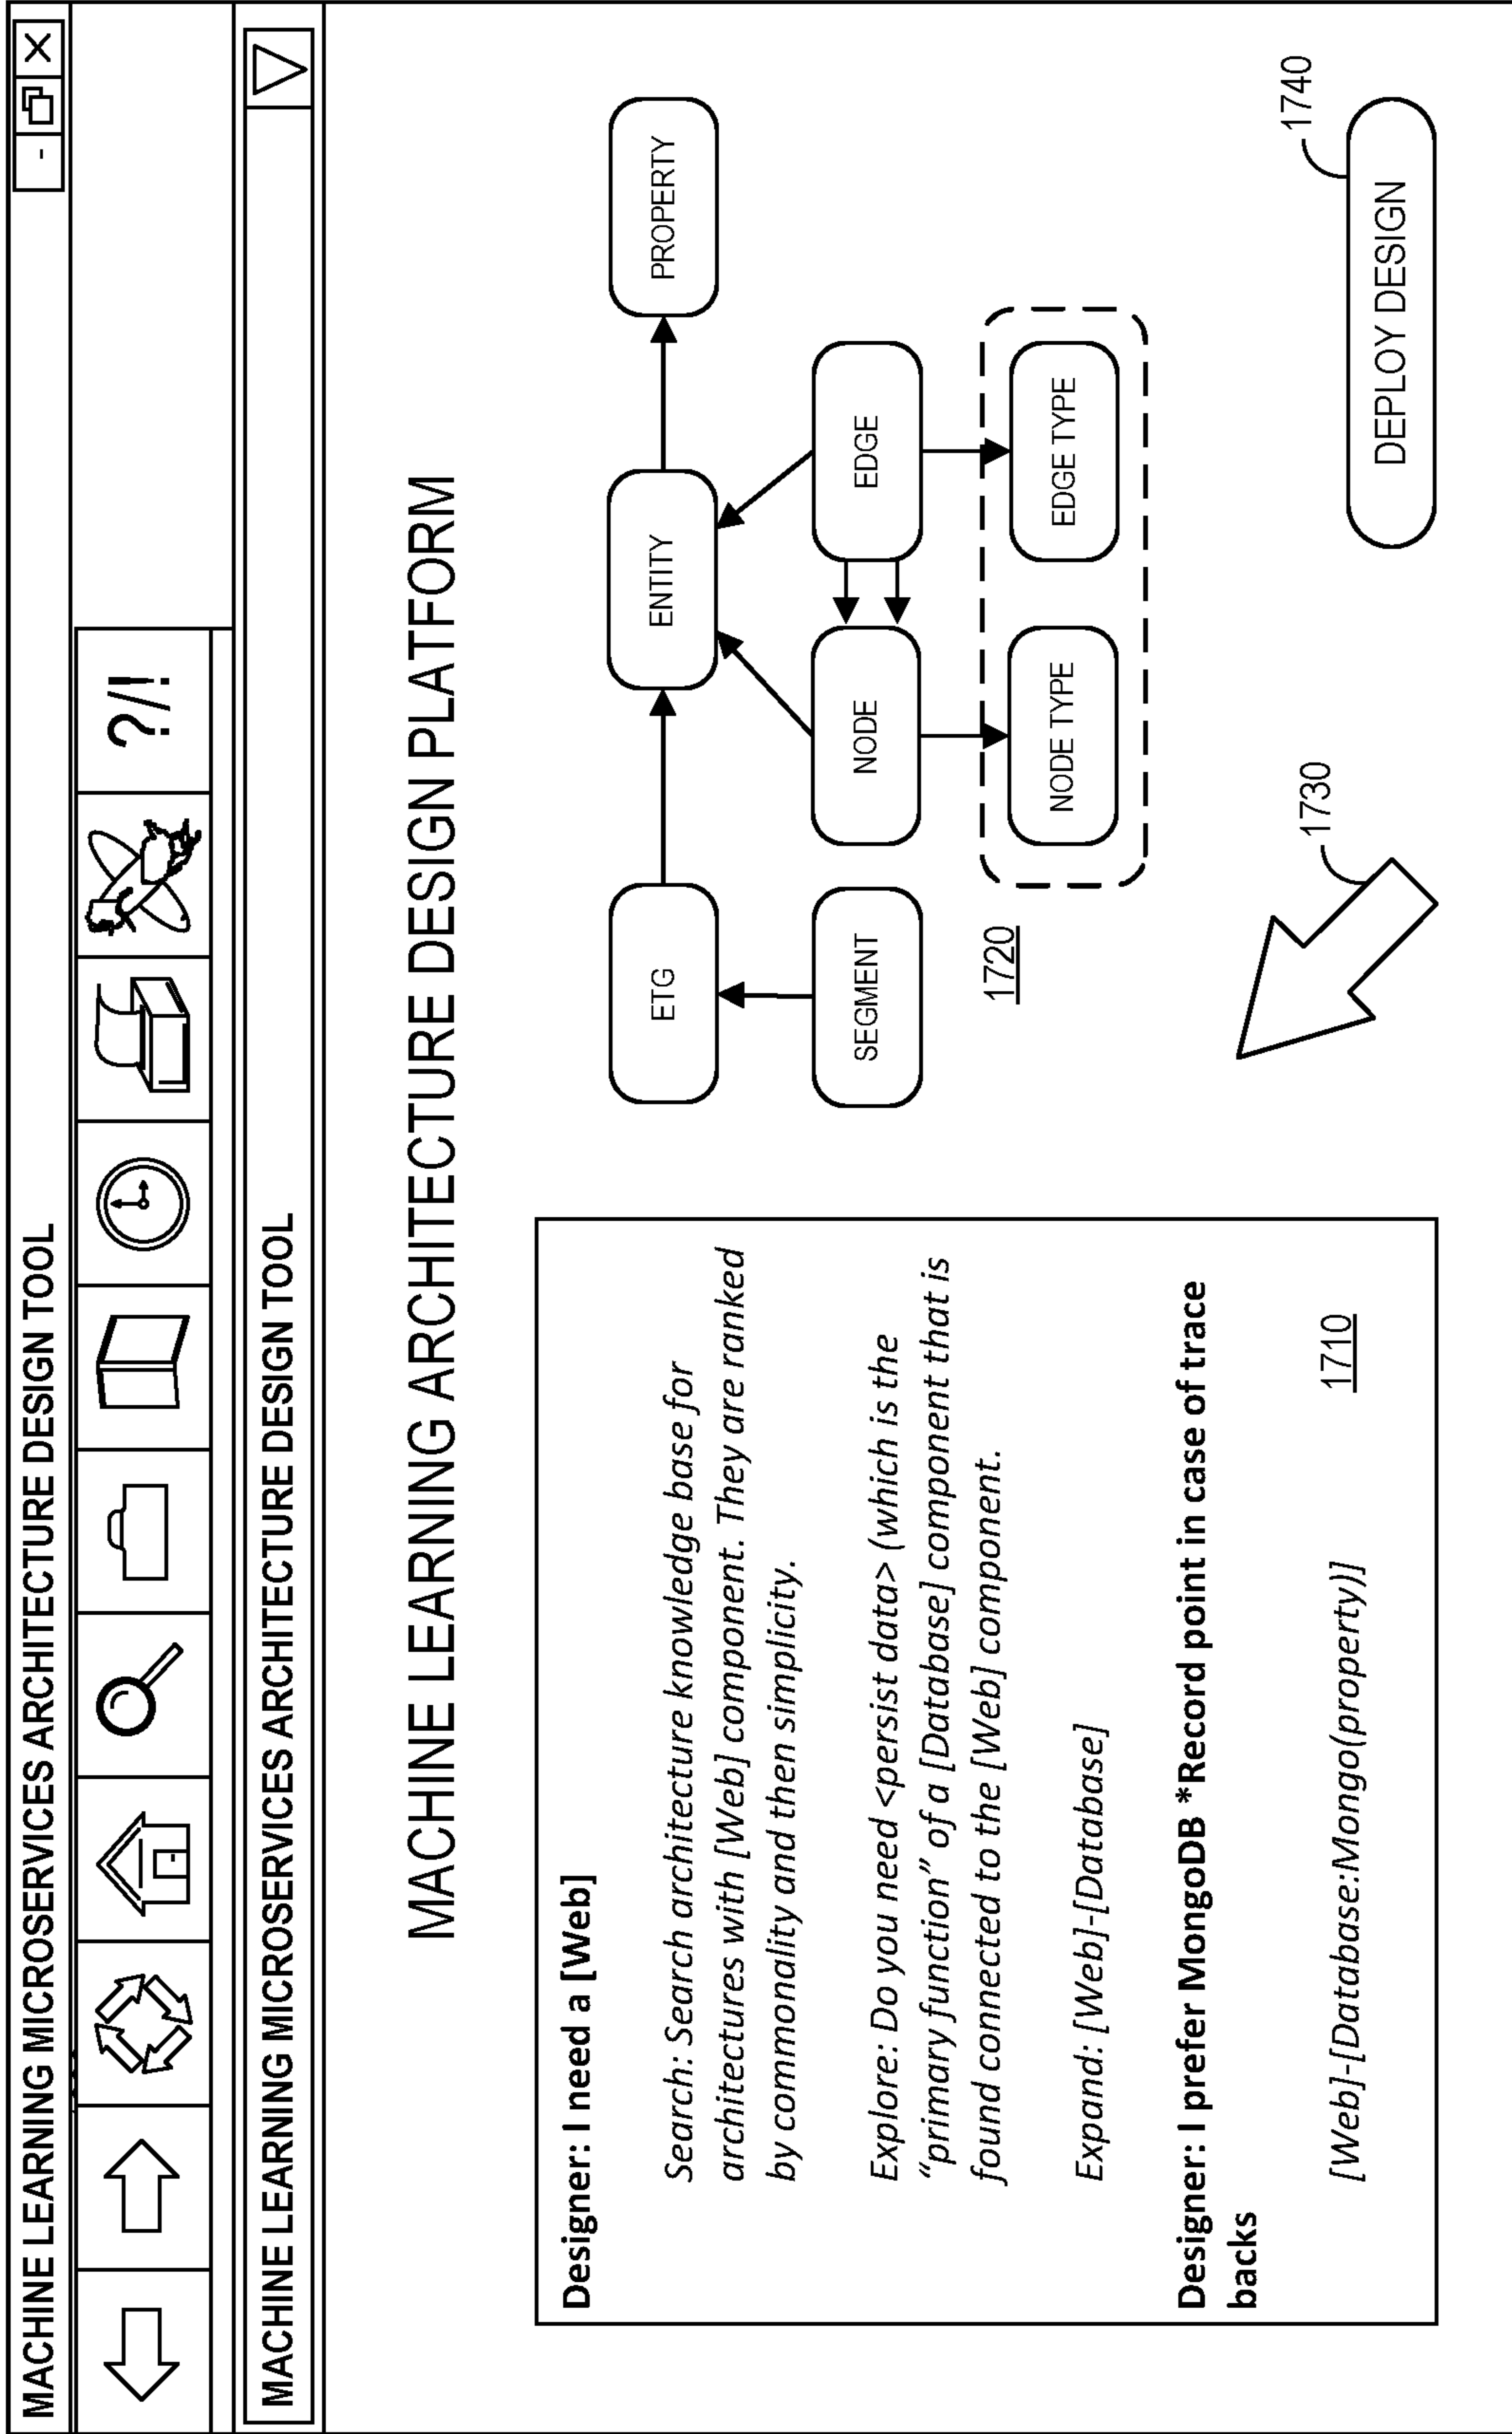 MACHINE LEARNING MICROSERVICES ARCHITECTURE DESIGN TOOL
- X
?/!
MACHINE LEARNING MICROSERVICES ARCHITECTURE DESIGN TOOL
MACHINE LEARNING ARCHITECTURE DESIGN PLATFORM
Designer: I need a [Web]
Search: Search architecture knowledge base for
architectures with [Web] component. They are ranked
by commonality and then simplicity.
Explore: Do you need <persist data> (which is the
“primary function” of a [Database] component that is
found connected to the [Web] component.
Expand: [Web]-[Database]
Designer: I prefer MongoDB *Record point in case of trace
backs
[Web]-[Database:Mongo(property)]
1710
ETG
ENTITY
PROPERTY
SEGMENT
NODE
EDGE
1720
NODE TYPE
EDGE TYPE
1730
1740
DEPLOY DESIGN